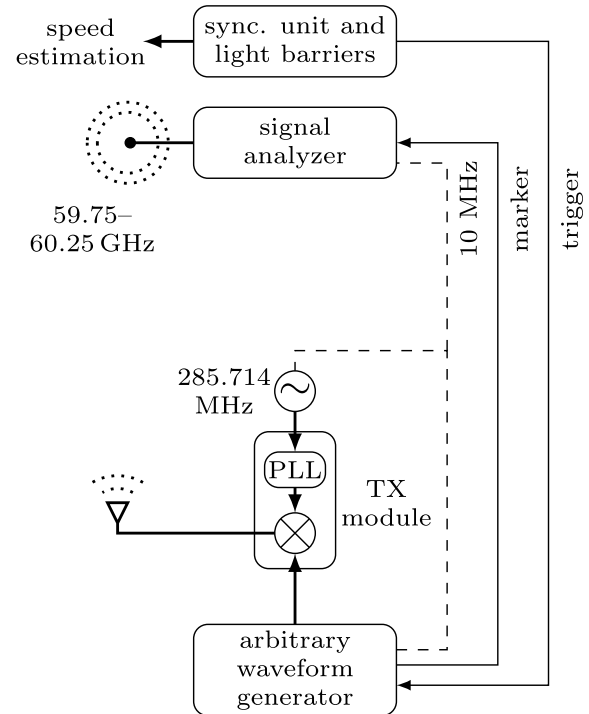 speed
estimation
sync. unit and
light barriers
signal
analyzer
59.75–
60.25 GHz
10 MHz
marker
trigger
285.714
MHz
PLL
TX
module
arbitrary
waveform
generator